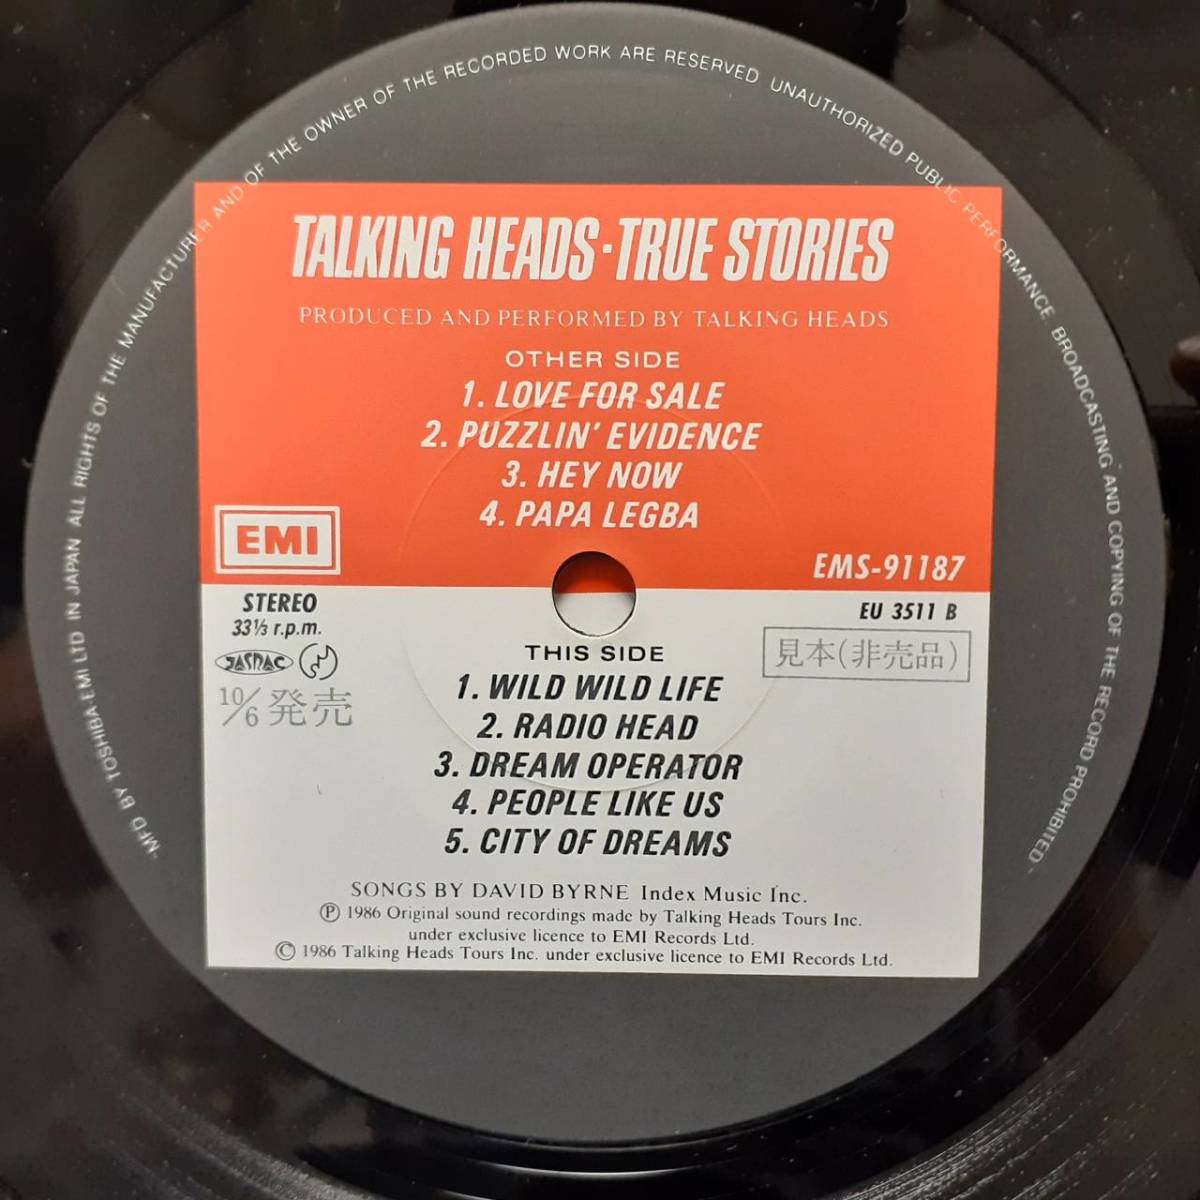 "MFD BY TOSHIBA-EMI LTD IN JAPAN ALL RIGHTS OF THE MANUFACTURER AND OF THE OWNER OF THE RECORDED WORK ARE RESERVED UNAUTHORIZED PUBLIC PERFORMANCE BROADCASTING AND COPYING OF THE RECORD PROHIBITED
TALKING HEADS·TRUE STORIES
PRODUCED AND PERFORMED BY TALKING HEADS
OTHER SIDE
1. LOVE FOR SALE
2. PUZZLIN' EVIDENCE
3. HEY NOW
4. PAPA LEGBA
EMI
EMS-91187
STEREO
33⅓ r.p.m.
JASRAC
10/6 発売
EU 3511 B
見本(非売品)
THIS SIDE
1. WILD WILD LIFE
2. RADIO HEAD
3. DREAM OPERATOR
4. PEOPLE LIKE US
5. CITY OF DREAMS
SONGS BY DAVID BYRNE Index Music Inc.
Ⓟ 1986 Original sound recordings made by Talking Heads Tours Inc.
under exclusive licence to EMI Records Ltd.
© 1986 Talking Heads Tours Inc. under exclusive licence to EMI Records Ltd.